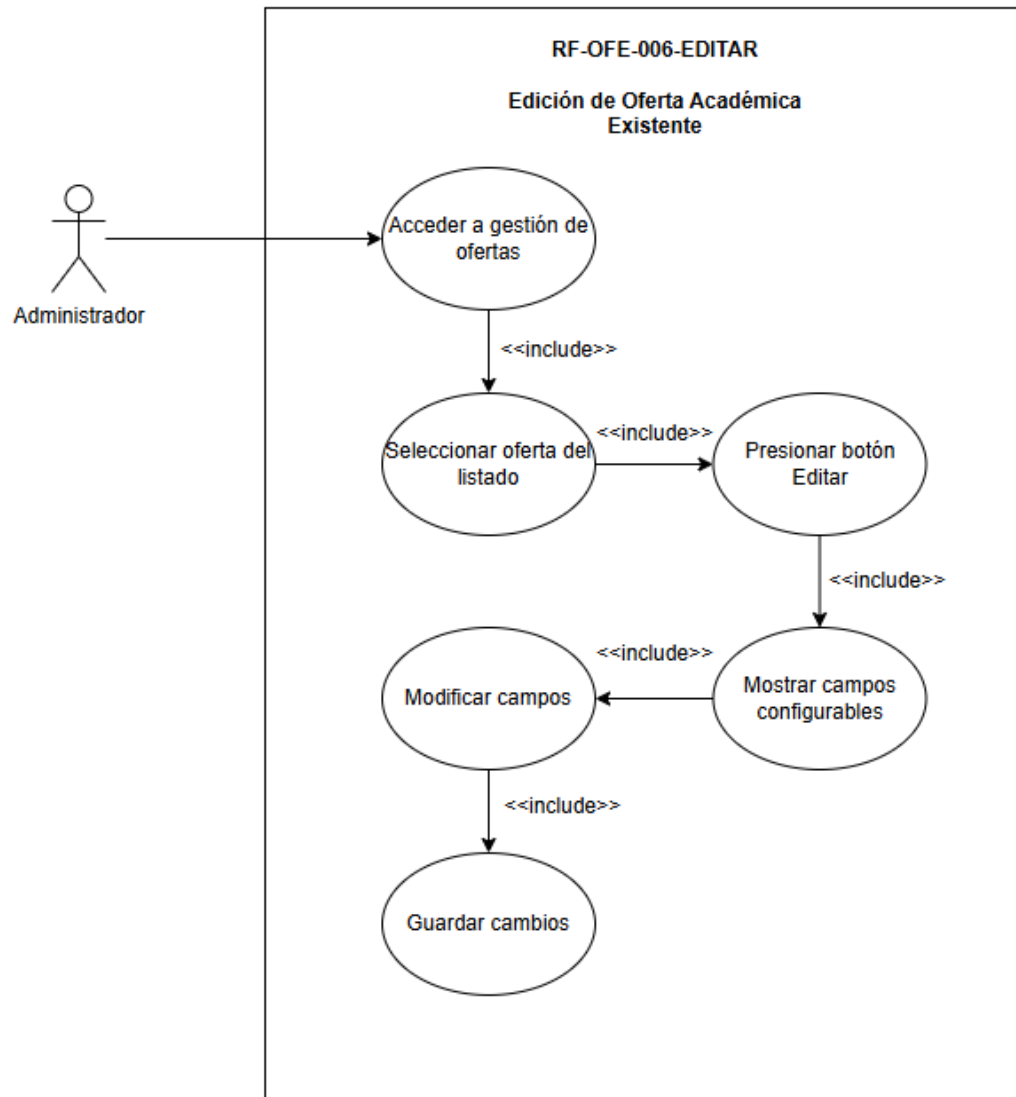 RF-OFE-006-EDITAR
Edición de Oferta Académica
Existente
Acceder a gestión de
ofertas
Administrador
<<include>>
Seleccionar oferta del
listado
<<include>>
Presionar botón
Editar
<<include>>
Mostrar campos
configurables
<<include>>
Modificar campos
<<include>>
Guardar cambios